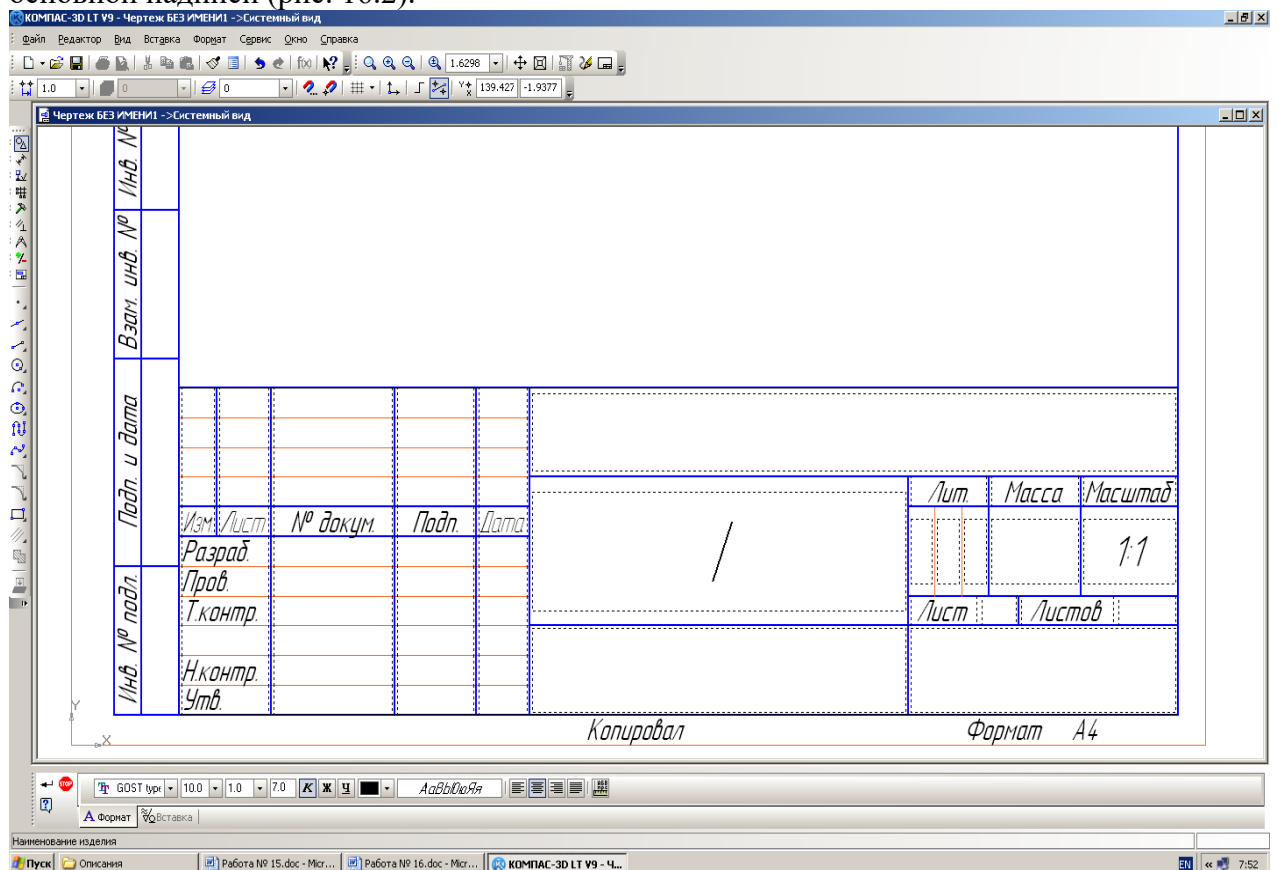 основной надписи (рис. 16.2).
КОМПАС-3D LT V9 - Чертеж БЕЗ ИМЕНИ1 ->Системный вид
Файл Редактор Вид Вставка Формат Сервис Окно Справка
1.6298
1.0 0 0 139.427 -1.9377
Чертеж БЕЗ ИМЕНИ1 ->Системный вид
Инв. №
Взам. инв. №
Подп. и дата
Инв. № подл.
Лит. Масса Масштаб
Изм. Лист № докум. Подп. Дата
Разраб.
Пров.
Т.контр.
Н.контр.
Утв.
/
1:1
Лист Листов
Копировал Формат А4
Y
X
STOP GOST type 10.0 1.0 7.0 К Ж Ч АаВвЮюЯя
Формат Вставка
Наименование изделия
Пуск Описания Работа № 15.doc - Micr... Работа № 16.doc - Micr... КОМПАС-3D LT V9 - Ч... EN « 7:52